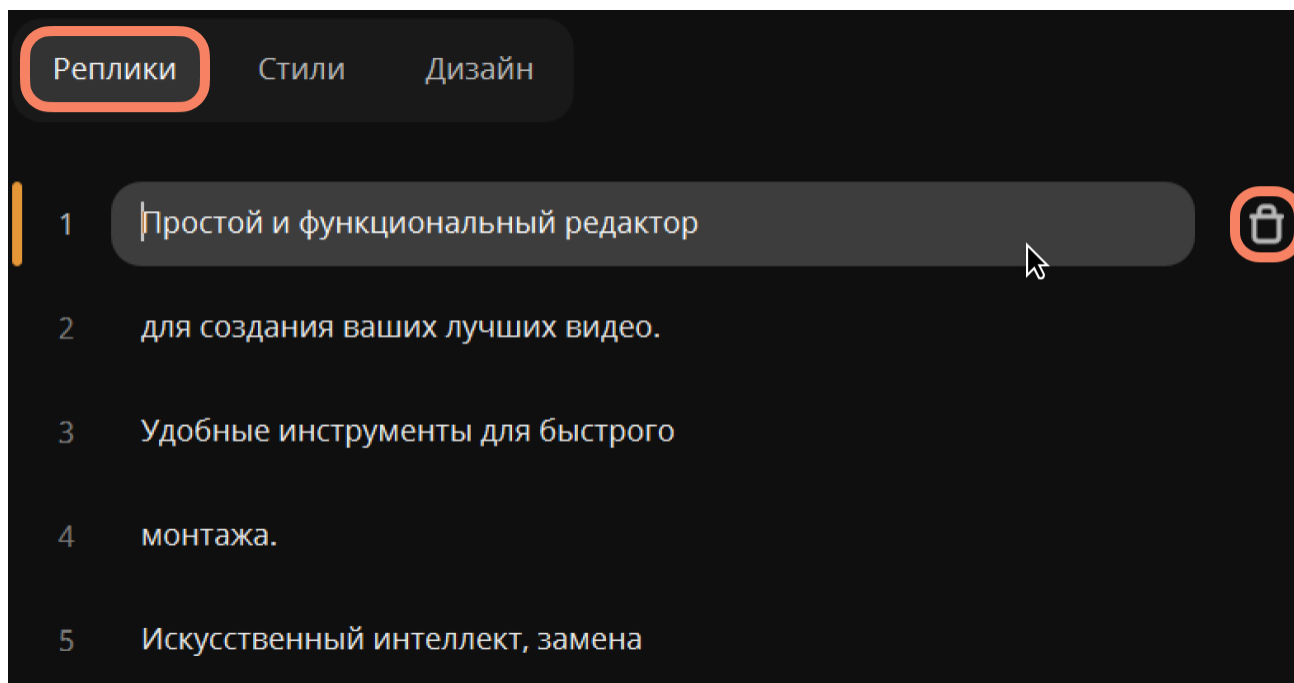 Реплики Стили Дизайн
1 Простой и функциональный редактор
2 для создания ваших лучших видео.
3 Удобные инструменты для быстрого
4 монтажа.
5 Искусственный интеллект, замена